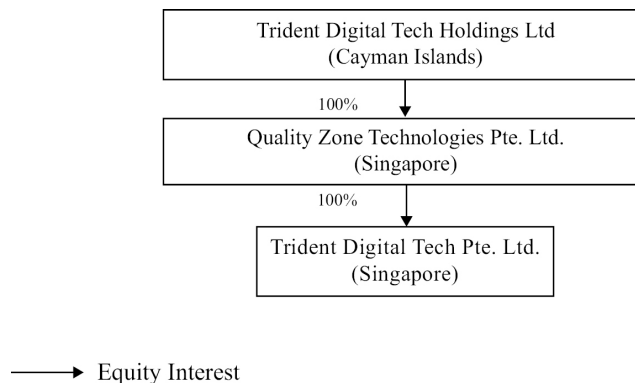 Trident Digital Tech Holdings Ltd
(Cayman Islands)
100%
Quality Zone Technologies Pte. Ltd.
(Singapore)
100%
Trident Digital Tech Pte. Ltd.
(Singapore)
Equity Interest